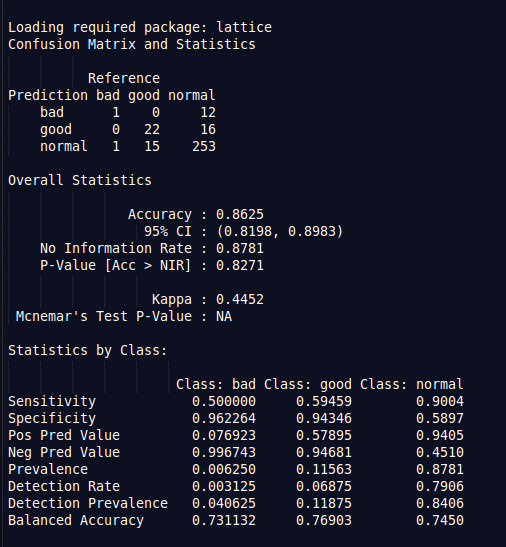 Loading required package: lattice
Confusion Matrix and Statistics
Reference
Prediction bad good normal
bad 1 0 12
good 0 22 16
normal 1 15 253
Overall Statistics
Accuracy : 0.8625
95% CI : (0.8198, 0.8983)
No Information Rate : 0.8781
P-Value [Acc > NIR] : 0.8271
Kappa : 0.4452
Mcnemar's Test P-Value : NA
Statistics by Class:
Class: bad Class: good Class: normal
Sensitivity 0.500000 0.59459 0.9004
Specificity 0.962264 0.94346 0.5897
Pos Pred Value 0.076923 0.57895 0.9405
Neg Pred Value 0.996743 0.94681 0.4510
Prevalence 0.006250 0.11563 0.8781
Detection Rate 0.003125 0.06875 0.7906
Detection Prevalence 0.040625 0.11875 0.8406
Balanced Accuracy 0.731132 0.76903 0.7450